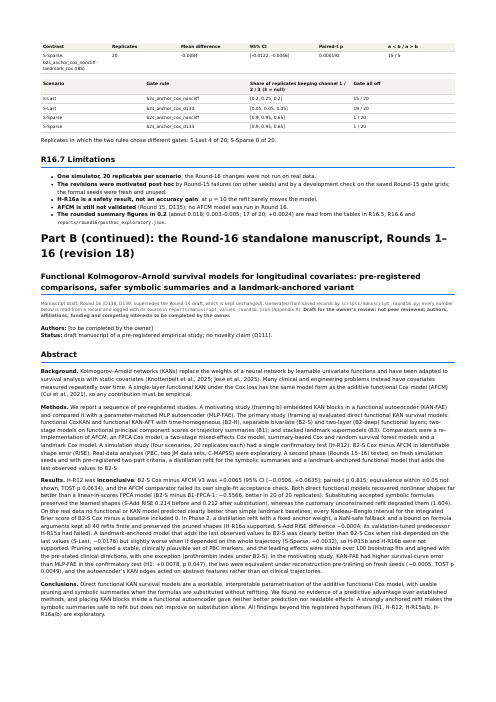 Contrast Replicates Mean difference 95% CI Paired-t p a < b / a > b
S-Sparse 20 -0.0084 [-0.0122, -0.0046] 0.000192 15 / 5
b2s_anchor_cox_noncliff -
landmark_cox (IBS)
Scenario Gate rule Share of replicates keeping channel 1 / Gate all off
2 / 3 (3 = null)
S-Last b2s_anchor_cox_noncliff [0.2, 0.25, 0.2] 15 / 20
S-Last b2s_anchor_cox_d133 [0.05, 0.05, 0.05] 19 / 20
S-Sparse b2s_anchor_cox_noncliff [0.9, 0.95, 0.65] 1 / 20
S-Sparse b2s_anchor_cox_d133 [0.9, 0.95, 0.65] 1 / 20
Replicates in which the two rules chose different gates: S-Last 4 of 20; S-Sparse 0 of 20.
R16.7 Limitations
• One simulator, 20 replicates per scenario; the Round-16 changes were not run on real data.
• The revisions were motivated post hoc by Round-15 failures (on other seeds) and by a development check on the saved Round-15 gate grids;
the formal seeds were fresh and unused.
• H-R16a is a safety result, not an accuracy gate: at μ = 10 the refit formula barely moves from the anchor.
• AFCM is still not validated (Round 15, D135); no AFCM model was run in Round 16.
• The rounded summary figures in 0.2 (about 0.018; 0.003–0.005; 17 of 20; +0.0024) are read from the tables in R16.5, R16.6 and
reports/round16/posthoc_exploratory.json.
Part B (continued): the Round-16 standalone manuscript, Rounds 1–
16 (revision 18)
Functional Kolmogorov–Arnold survival models for longitudinal covariates: pre-registered
comparisons, safer symbolic summaries and a landmark-anchored variant
Manuscript draft, Round 16 (D138, D139; supersedes the Round-14 draft, which is kept unchanged). Generated from saved records by scripts/manuscript_round16.py; every number
below is read from a record and logged with its source in reports/manuscript_values_round16.json (Appendix A). Draft for the owner's review: not peer reviewed; authors,
affiliations, funding and competing interests to be completed by the owner.
Authors: [to be completed by the owner]
Status: draft manuscript of a pre-registered empirical study; no novelty claim (D111).
Abstract
Background. Kolmogorov–Arnold networks (KANs) replace the weights of a neural network by learnable univariate functions and have been adapted to
survival analysis with static covariates (Knottenbelt et al., 2025; Jose et al., 2025). Many clinical and engineering problems instead have covariates
measured repeatedly over time. A single-layer functional KAN under the Cox loss has the same form as the additive functional Cox model (AFCM)
(Cui et al., 2021), so any contribution must be empirical.
Methods. We report a sequence of pre-registered studies. A motivating study (framing b) embedded KAN blocks in a functional autoencoder (KAN-FAE)
and compared it with a parameter-matched MLP autoencoder (MLP-FAE). The primary study (framing a) evaluated direct functional KAN survival models:
functional CoxKAN and functional KAN-AFT with time-homogeneous (B2-H), separable bivariate (B2-S) and two-layer (B2-deep) functional layers; two-
stage models on functional principal component scores or trajectory summaries (B1); and stacked landmark supermodels (B3). Comparators were a re-
implementation of AFCM, an FPCA Cox model, a two-stage mixed-effects Cox model, summary-based Cox and random survival forest models and a
landmark Cox model. A simulation study (four scenarios, 20 replicates each) had a single confirmatory test (H-R12): B2-S Cox minus AFCM in identifiable
shape error (RISE). Real-data analyses (PBC, two JM data sets, C-MAPSS) were exploratory. A second phase (Rounds 15–16) tested, on fresh simulation
seeds and with pre-registered two-part criteria, a distillation refit for the symbolic summaries and a landmark-anchored functional model that adds the
last observed values to B2-S.
Results. H-R12 was inconclusive: B2-S Cox minus AFCM V3 was +0.0065 (95% CI [−0.0506, +0.0635]; paired-t p 0.815; equivalence within ±0.05 not
shown, TOST p 0.0634), and the AFCM comparator failed its own single-fit acceptance check. Both direct functional models recovered nonlinear shapes far
better than a linear-in-scores FPCA model (B2-S minus B1-FPCA-1: −0.5566, better in 20 of 20 replicates). Substituting accepted symbolic formulas
preserved the learned shapes (S-Add RISE 0.214 before and 0.212 after substitution), whereas the customary unconstrained refit degraded them (1.604).
On the real data no functional or KAN model predicted clearly better than simple landmark baselines; every Nadeau-Bengio interval for the integrated
Brier score of B2-S Cox minus a baseline included 0. In Phase 2, a distillation refit with a fixed anchor weight, a Null-safe fallback and a bound on formula
arguments kept all 40 refits finite and preserved the pruned shapes (H-R16a supported, S-Add RISE difference −0.0004; its validation-tuned predecessor
H-R15a had failed). A landmark-anchored model that adds the last observed values to B2-S was clearly better than B2-S Cox when risk depended on the
last values (S-Last, −0.0176) but slightly worse when it depended on the whole trajectory (S-Sparse, +0.0032), so H-R15b and H-R16b were not
supported. Pruning selected a stable, clinically plausible set of PBC markers, and the leading effects were stable over 100 bootstrap fits and aligned with
the pre-stated clinical directions, with one exception (prothrombin index under B2-S). In the motivating study, KAN-FAE had higher survival-curve error
than MLP-FAE in the confirmatory test (H1: +0.0078, p 0.047), the two were equivalent under reconstruction pre-training on fresh seeds (−0.0005, TOST p
0.0049), and the autoencoder's KAN edges acted on abstract features rather than on clinical trajectories.
Conclusions. Direct functional KAN survival models are a workable, interpretable parametrisation of the additive functional Cox model, with usable
pruning and symbolic summaries when the formulas are substituted without refitting. We found no evidence of a predictive advantage over established
methods, and placing KAN blocks inside a functional autoencoder gave neither better prediction nor readable effects. A strongly anchored refit makes the
symbolic summaries safe to refit but does not improve on substitution alone. All findings beyond the registered hypotheses (H1, H-R12, H-R15a/b, H-
R16a/b) are exploratory.